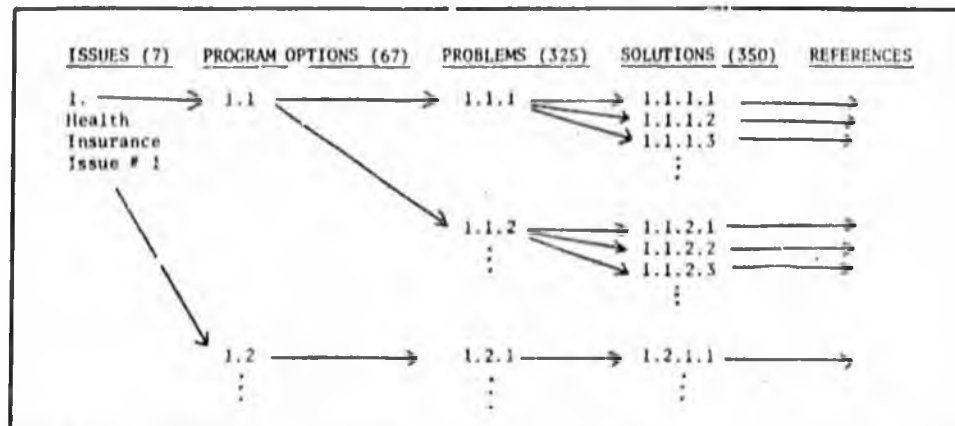 ISSUES (7) PROGRAM OPTIONS (67) PROBLEMS (325) SOLUTIONS (350) REFERENCES
1. 1.1 1.1.1 1.1.1.1
Health 1.1.1.2
Insurance 1.1.1.3
Issue # 1
1.1.2 1.1.2.1
1.1.2.2
1.1.2.3
1.2 1.2.1 1.2.1.1